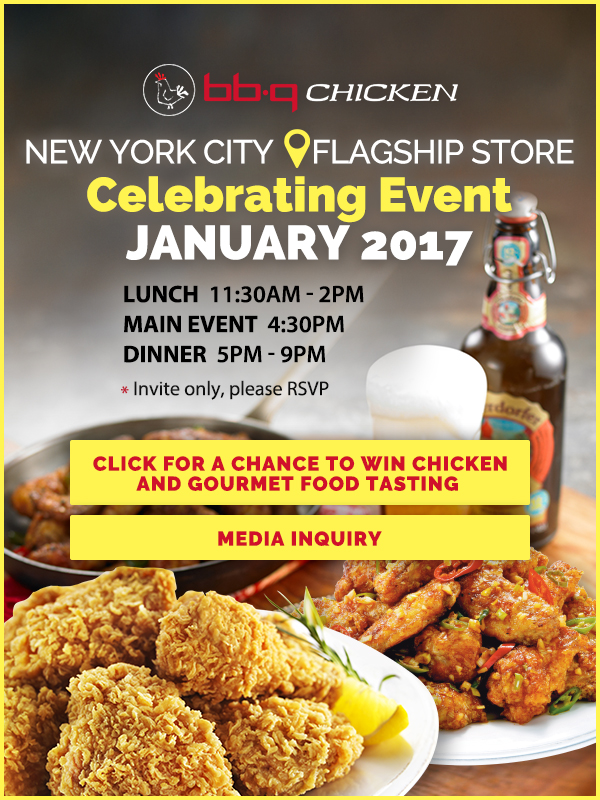 bb.q CHICKEN
NEW YORK CITY FLAGSHIP STORE
Celebrating Event
JANUARY 2017
LUNCH 11:30AM - 2PM
MAIN EVENT 4:30PM
DINNER 5PM - 9PM
* Invite only, please RSVP
CLICK FOR A CHANCE TO WIN CHICKEN
AND GOURMET FOOD TASTING
MEDIA INQUIRY